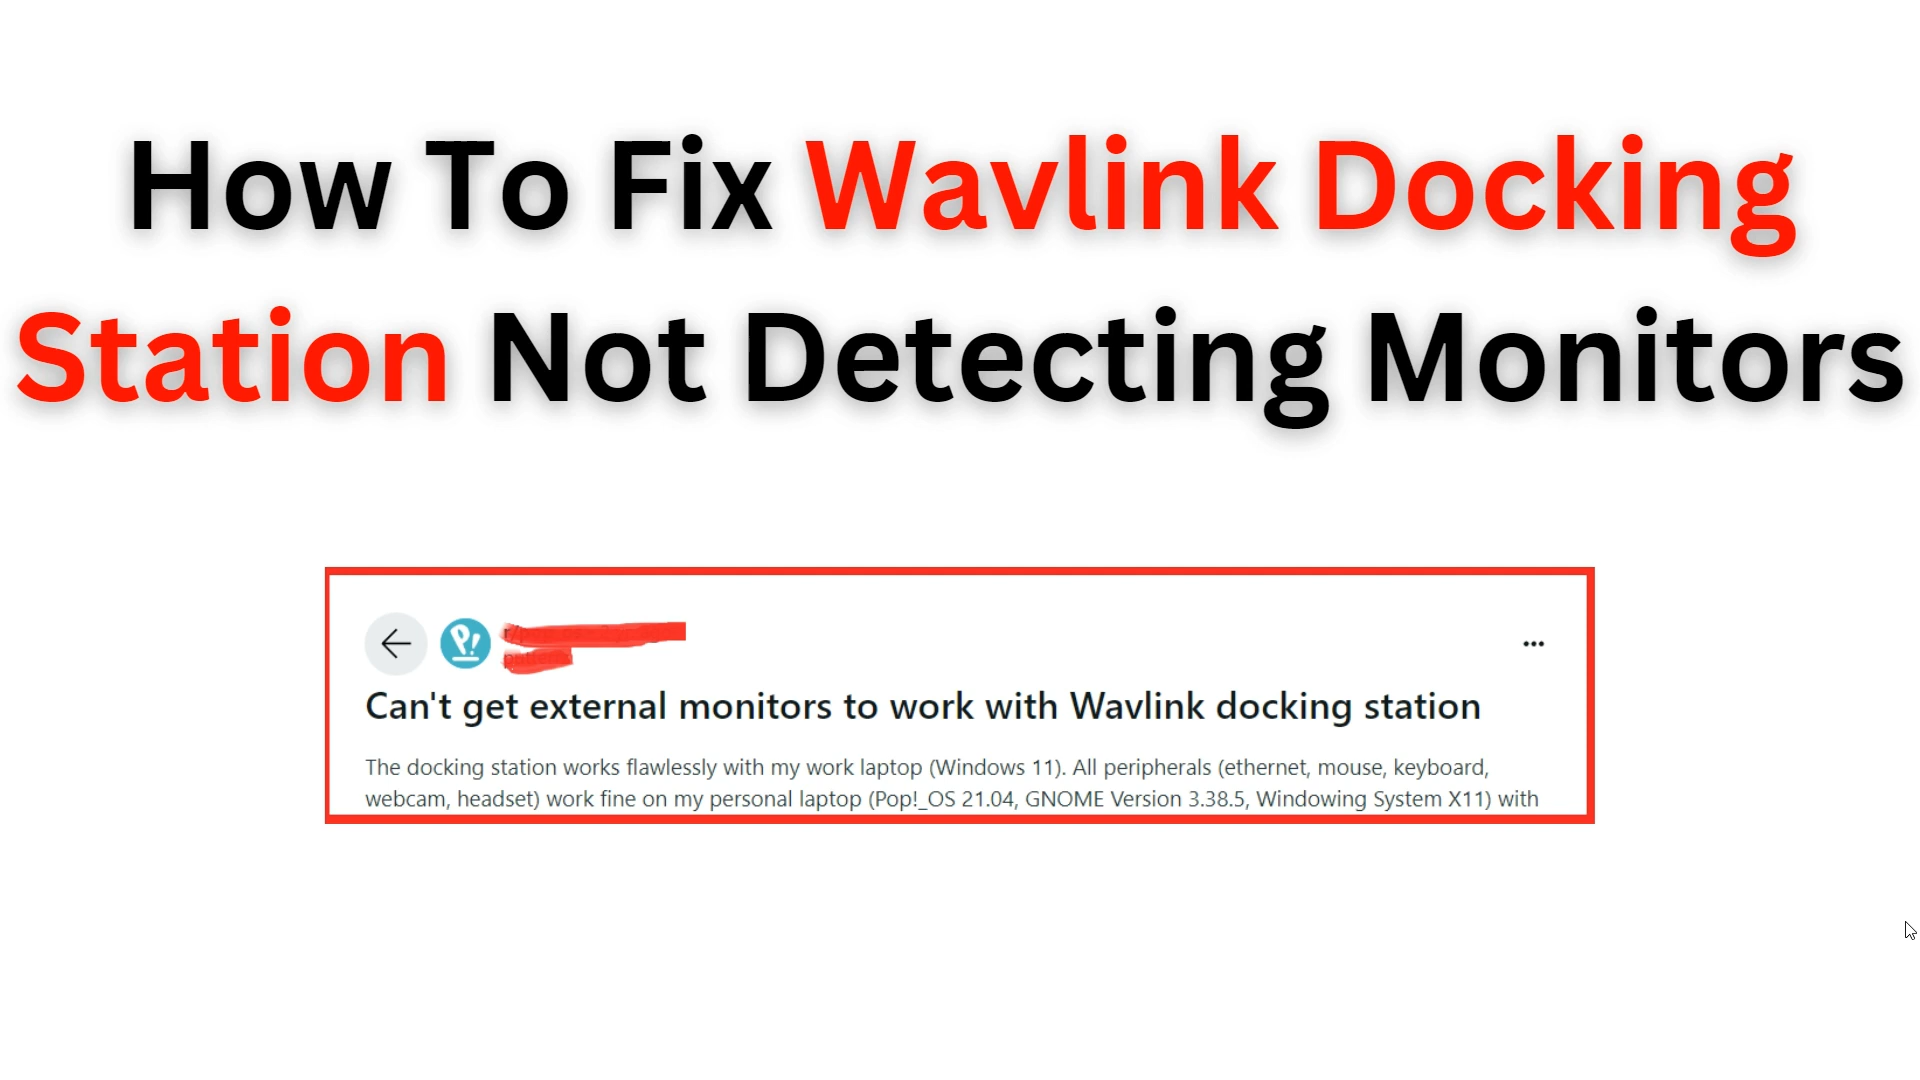 How To Fix Wavlink Docking
Station Not Detecting Monitors
Can't get external monitors to work with Wavlink docking station
The docking station works flawlessly with my work laptop (Windows 11). All peripherals (ethernet, mouse, keyboard,
webcam, headset) work fine on my personal laptop (Pop!_OS 21.04, GNOME Version 3.38.5, Windowing System X11) with